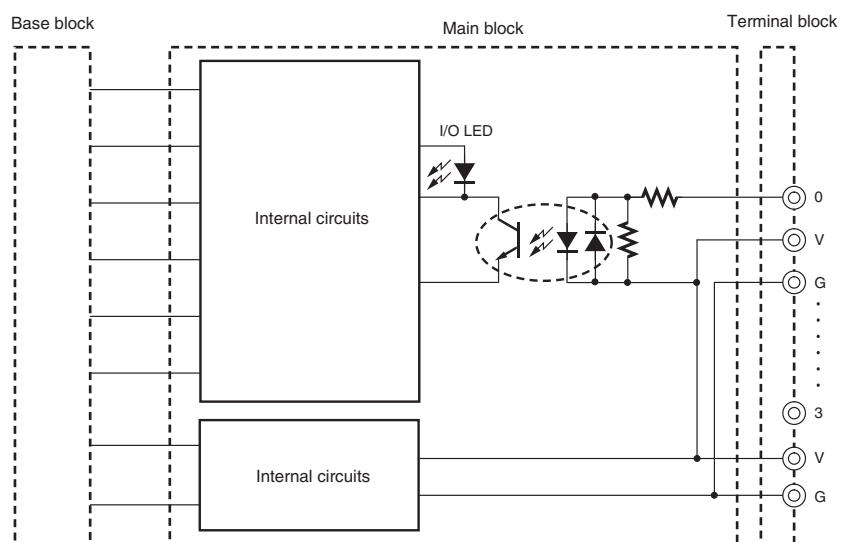 Base block
Main block
Terminal block
I/O LED
Internal circuits
0
V
G
3
Internal circuits
V
G